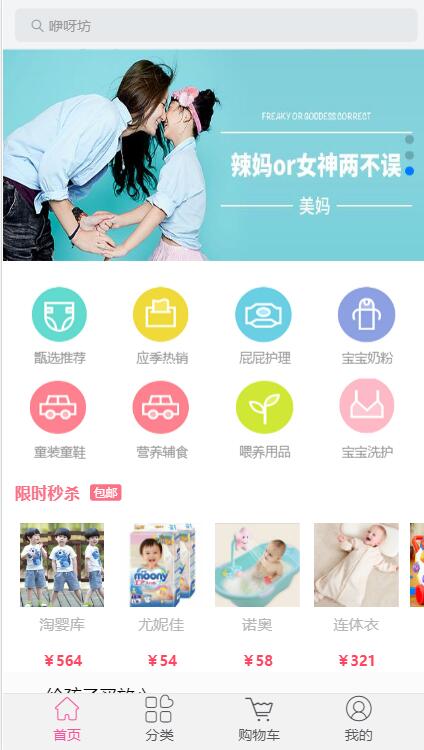 咿呀坊
FREAKY OR GODDESS CORRECT
辣妈or女神两不误
美妈
甄选推荐 应季热销 屁屁护理 宝宝奶粉
童装童鞋 营养辅食 喂养用品 宝宝洗护
限时秒杀 包邮
moony
淘婴库 尤妮佳 诺奥 连体衣
￥564 ￥54 ￥58 ￥321
首页 分类 购物车 我的